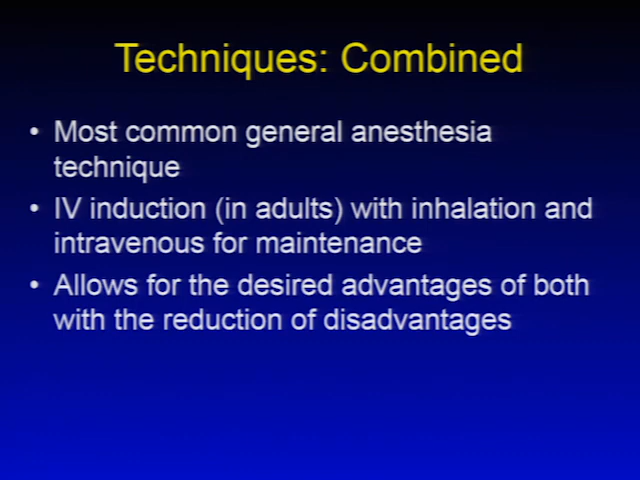 Techniques: Combined
• Most common general anesthesia
technique
• IV induction (in adults) with inhalation and
intravenous for maintenance
• Allows for the desired advantages of both
with the reduction of disadvantages